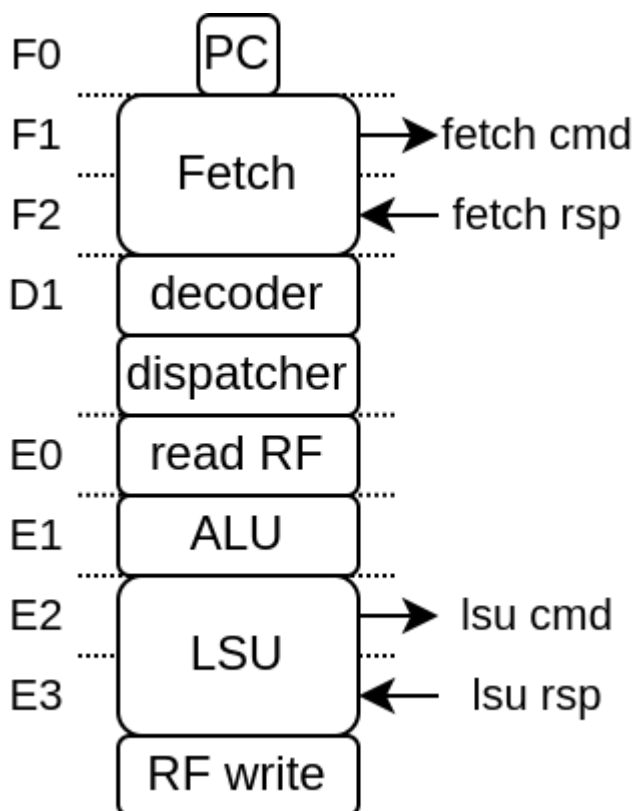 F0 PC
F1 fetch cmd
Fetch
F2 fetch rsp
D1 decoder
dispatcher
E0 read RF
E1 ALU
E2 lsu cmd
LSU
E3 lsu rsp
RF write